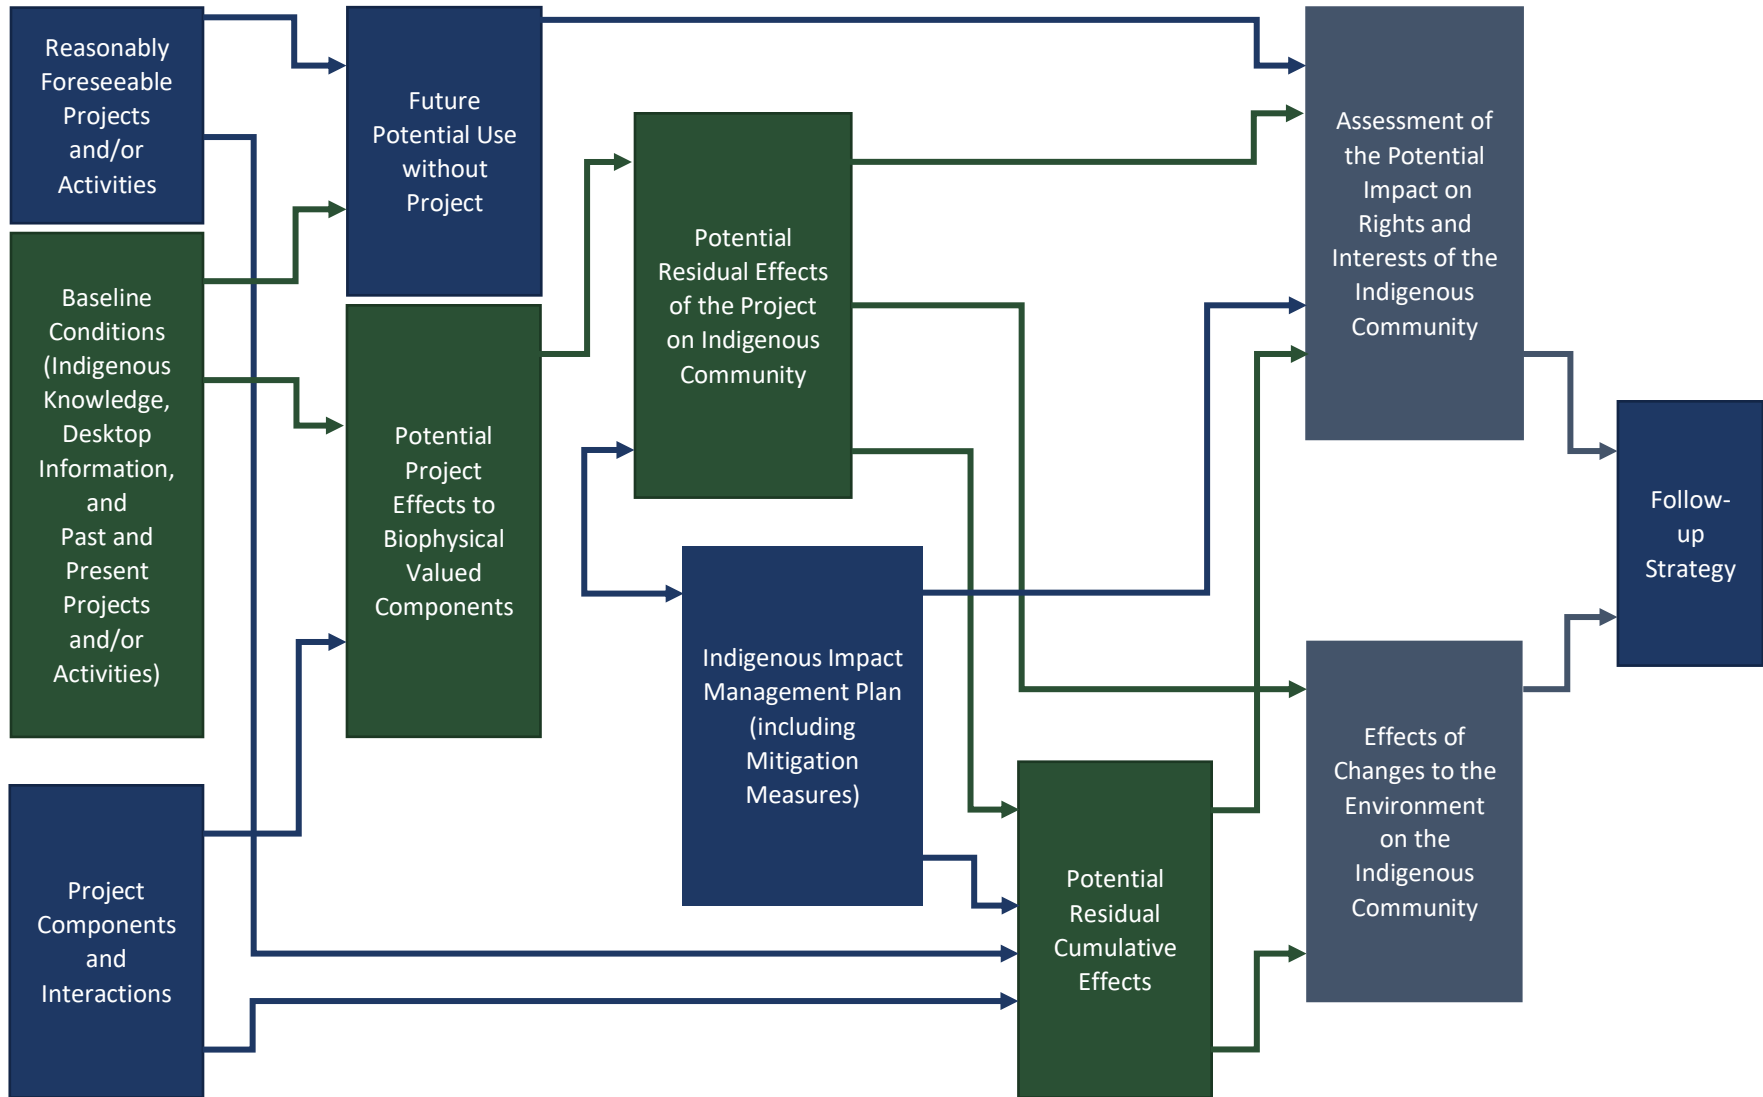 Reasonably
Foreseeable
Projects
and/or
Activities
Baseline
Conditions
(Indigenous
Knowledge,
Desktop
Information,
and
Past and
Present
Projects
and/or
Activities)
Project
Components
and
Interactions
Future
Potential Use
without
Project
Potential
Project
Effects to
Biophysical
Valued
Components
Potential
Residual Effects
of the Project
on Indigenous
Community
Indigenous Impact
Management Plan
(including
Mitigation
Measures)
Potential
Residual
Cumulative
Effects
Assessment of
the Potential
Impact on
Rights and
Interests of the
Indigenous
Community
Effects of
Changes to the
Environment
on the
Indigenous
Community
Follow-
up
Strategy